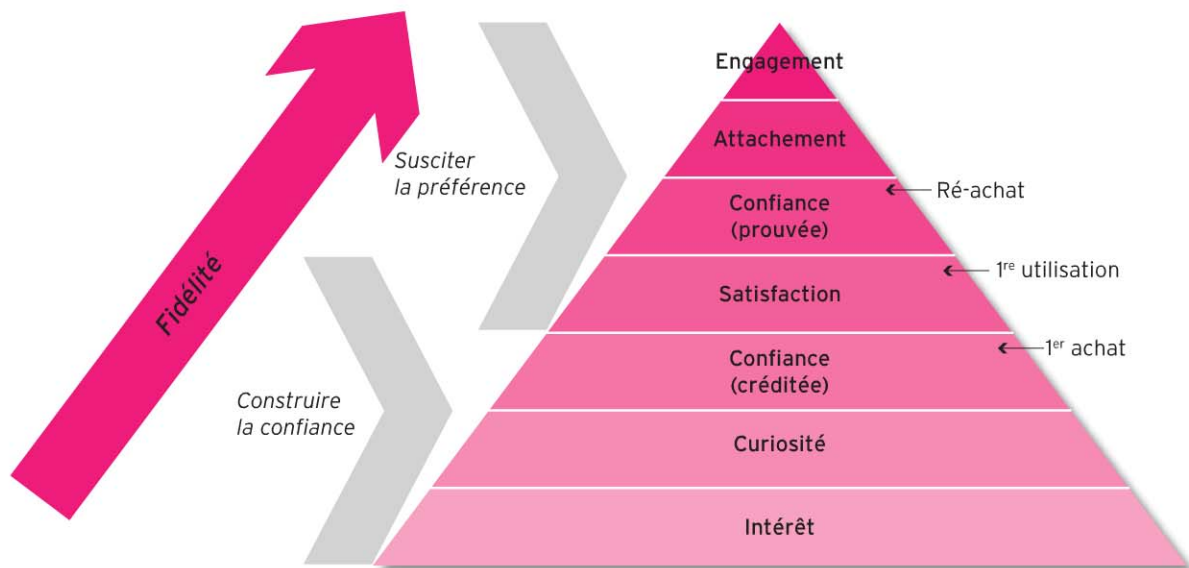 Engagement
Attachement
Susciter
la préférence
Ré-achat
Confiance
(prouvée)
1re utilisation
Fidélité
Satisfaction
1er achat
Confiance
(créditée)
Construire
la confiance
Curiosité
Intérêt